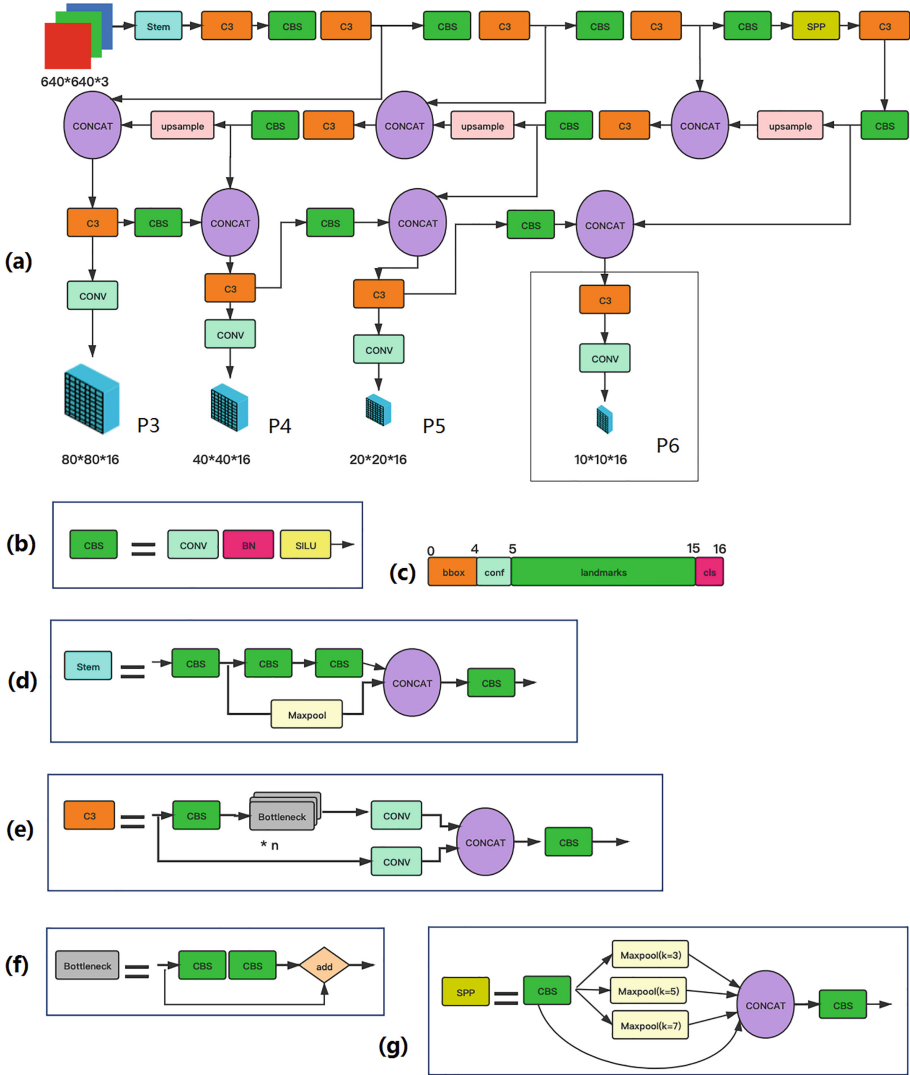 Stem C3 CBS C3 CBS C3 CBS C3 CBS SPP C3
640*640*3
CONCAT upsample CBS C3 CONCAT upsample CBS C3 CONCAT upsample CBS
C3 CBS CONCAT CBS CONCAT CBS CONCAT
(a)
CONV C3 C3 C3
CONV CONV CONV
P3 P4 P5 P6
80*80*16 40*40*16 20*20*16 10*10*16
(b) CBS = CONV BN SILU
0 4 5 15 16
(c) bbox conf landmarks cls
(d) Stem = CBS CBS CBS CONCAT CBS
Maxpool
(e) C3 = CBS Bottleneck CONV CONCAT CBS
* n
CONV
(f) Bottleneck = CBS CBS add
Maxpool(k=3)
SPP = CBS Maxpool(k=5) CONCAT CBS
Maxpool(k=7)
(g)